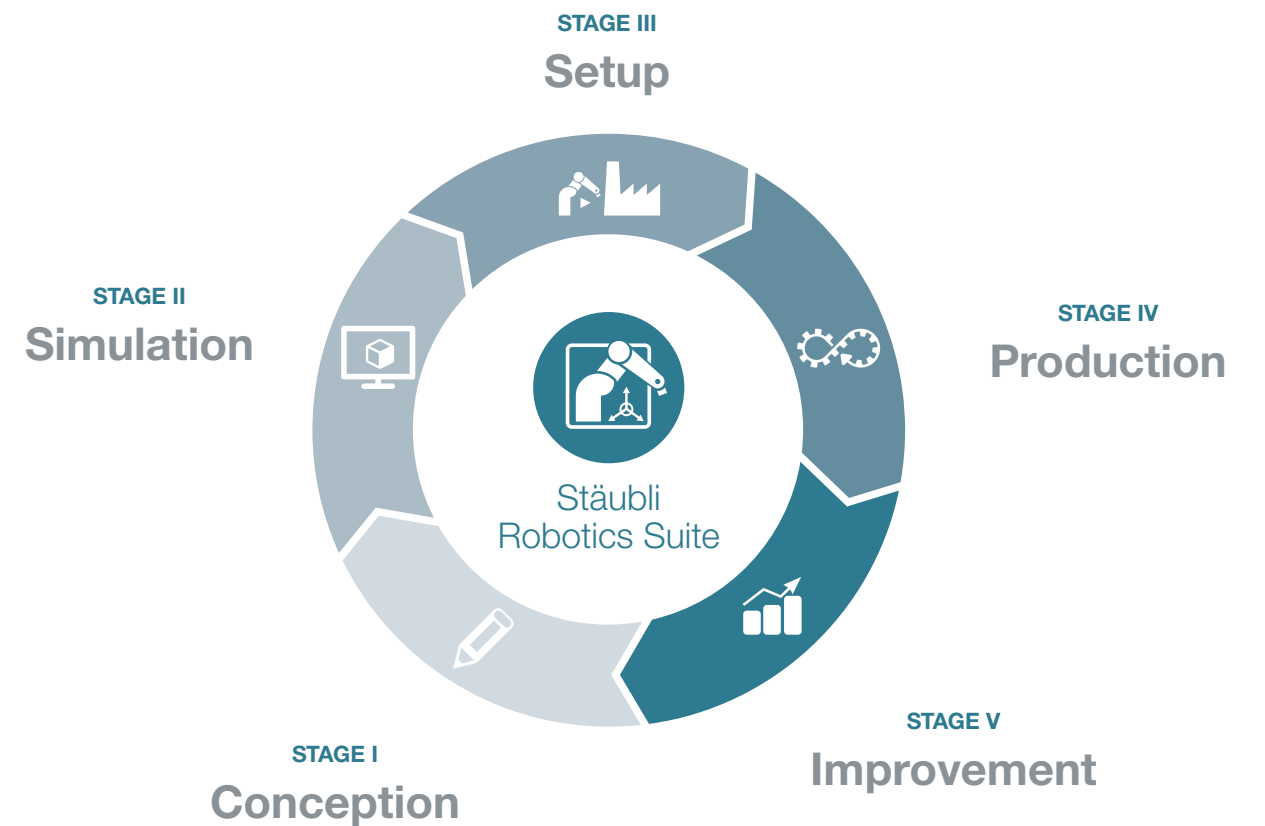 STAGE III
Setup
STAGE II
Simulation
STAGE IV
Production
Stäubli
Robotics Suite
STAGE V
Improvement
STAGE I
Conception